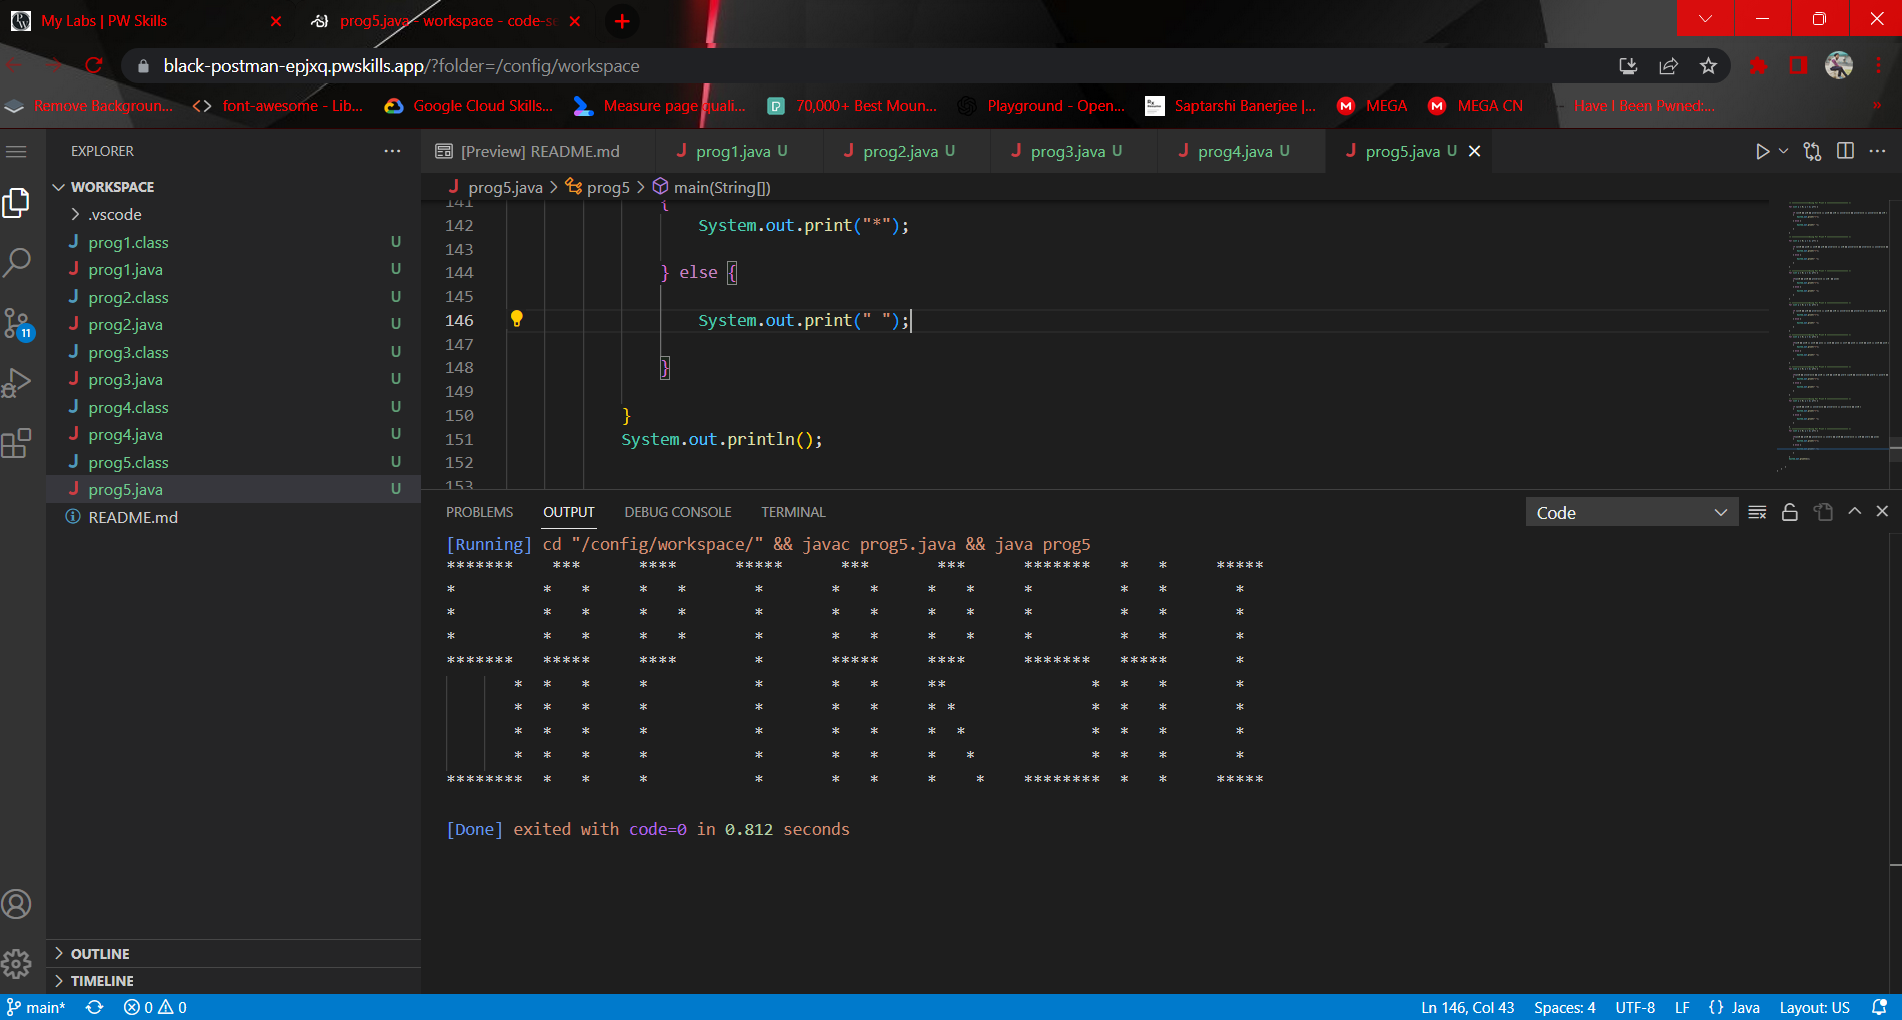 My Labs | PW Skills
prog5.java - workspace - code-se
black-postman-epjxq.pwskills.app/?folder=/config/workspace
Remove Backgroun...
font-awesome - Lib...
Google Cloud Skills...
Measure page quali...
70,000+ Best Moun...
Playground - Open...
Saptarshi Banerjee |...
MEGA
MEGA CN
Have I Been Pwned:...
»
EXPLORER
[Preview] README.md
prog1.java U
prog2.java U
prog3.java U
prog4.java U
prog5.java U
WORKSPACE
prog5.java > prog5 > main(String[])
.vscode
prog1.class U
prog1.java U
prog2.class U
prog2.java U
prog3.class U
prog3.java U
prog4.class U
prog4.java U
prog5.class U
prog5.java U
README.md
11
141 {
142 System.out.print("*");
143
144 } else {
145
146 System.out.print(" ");
147
148 }
149
150 }
151 System.out.println();
152
153
PROBLEMS
OUTPUT
DEBUG CONSOLE
TERMINAL
Code
[Running] cd "/config/workspace/" && javac prog5.java && java prog5
*******    ***      ****      *****      ***       ***      *******   *   *     *****
*         *   *     *   *       *       *   *     *   *     *         *   *       *
*         *   *     *   *       *       *   *     *   *     *         *   *       *
*         *   *     *   *       *       *   *     *   *     *         *   *       *
*******   *****     ****        *       *****     ****      *******   *****       *
       *  *   *     *           *       *   *     **               *  *   *       *
       *  *   *     *           *       *   *     * *              *  *   *       *
       *  *   *     *           *       *   *     *  *             *  *   *       *
       *  *   *     *           *       *   *     *   *            *  *   *       *
********  *   *     *           *       *   *     *    *    ********  *   *     *****
[Done] exited with code=0 in 0.812 seconds
OUTLINE
TIMELINE
main*
0
0
Ln 146, Col 43
Spaces: 4
UTF-8
LF
{} Java
Layout: US